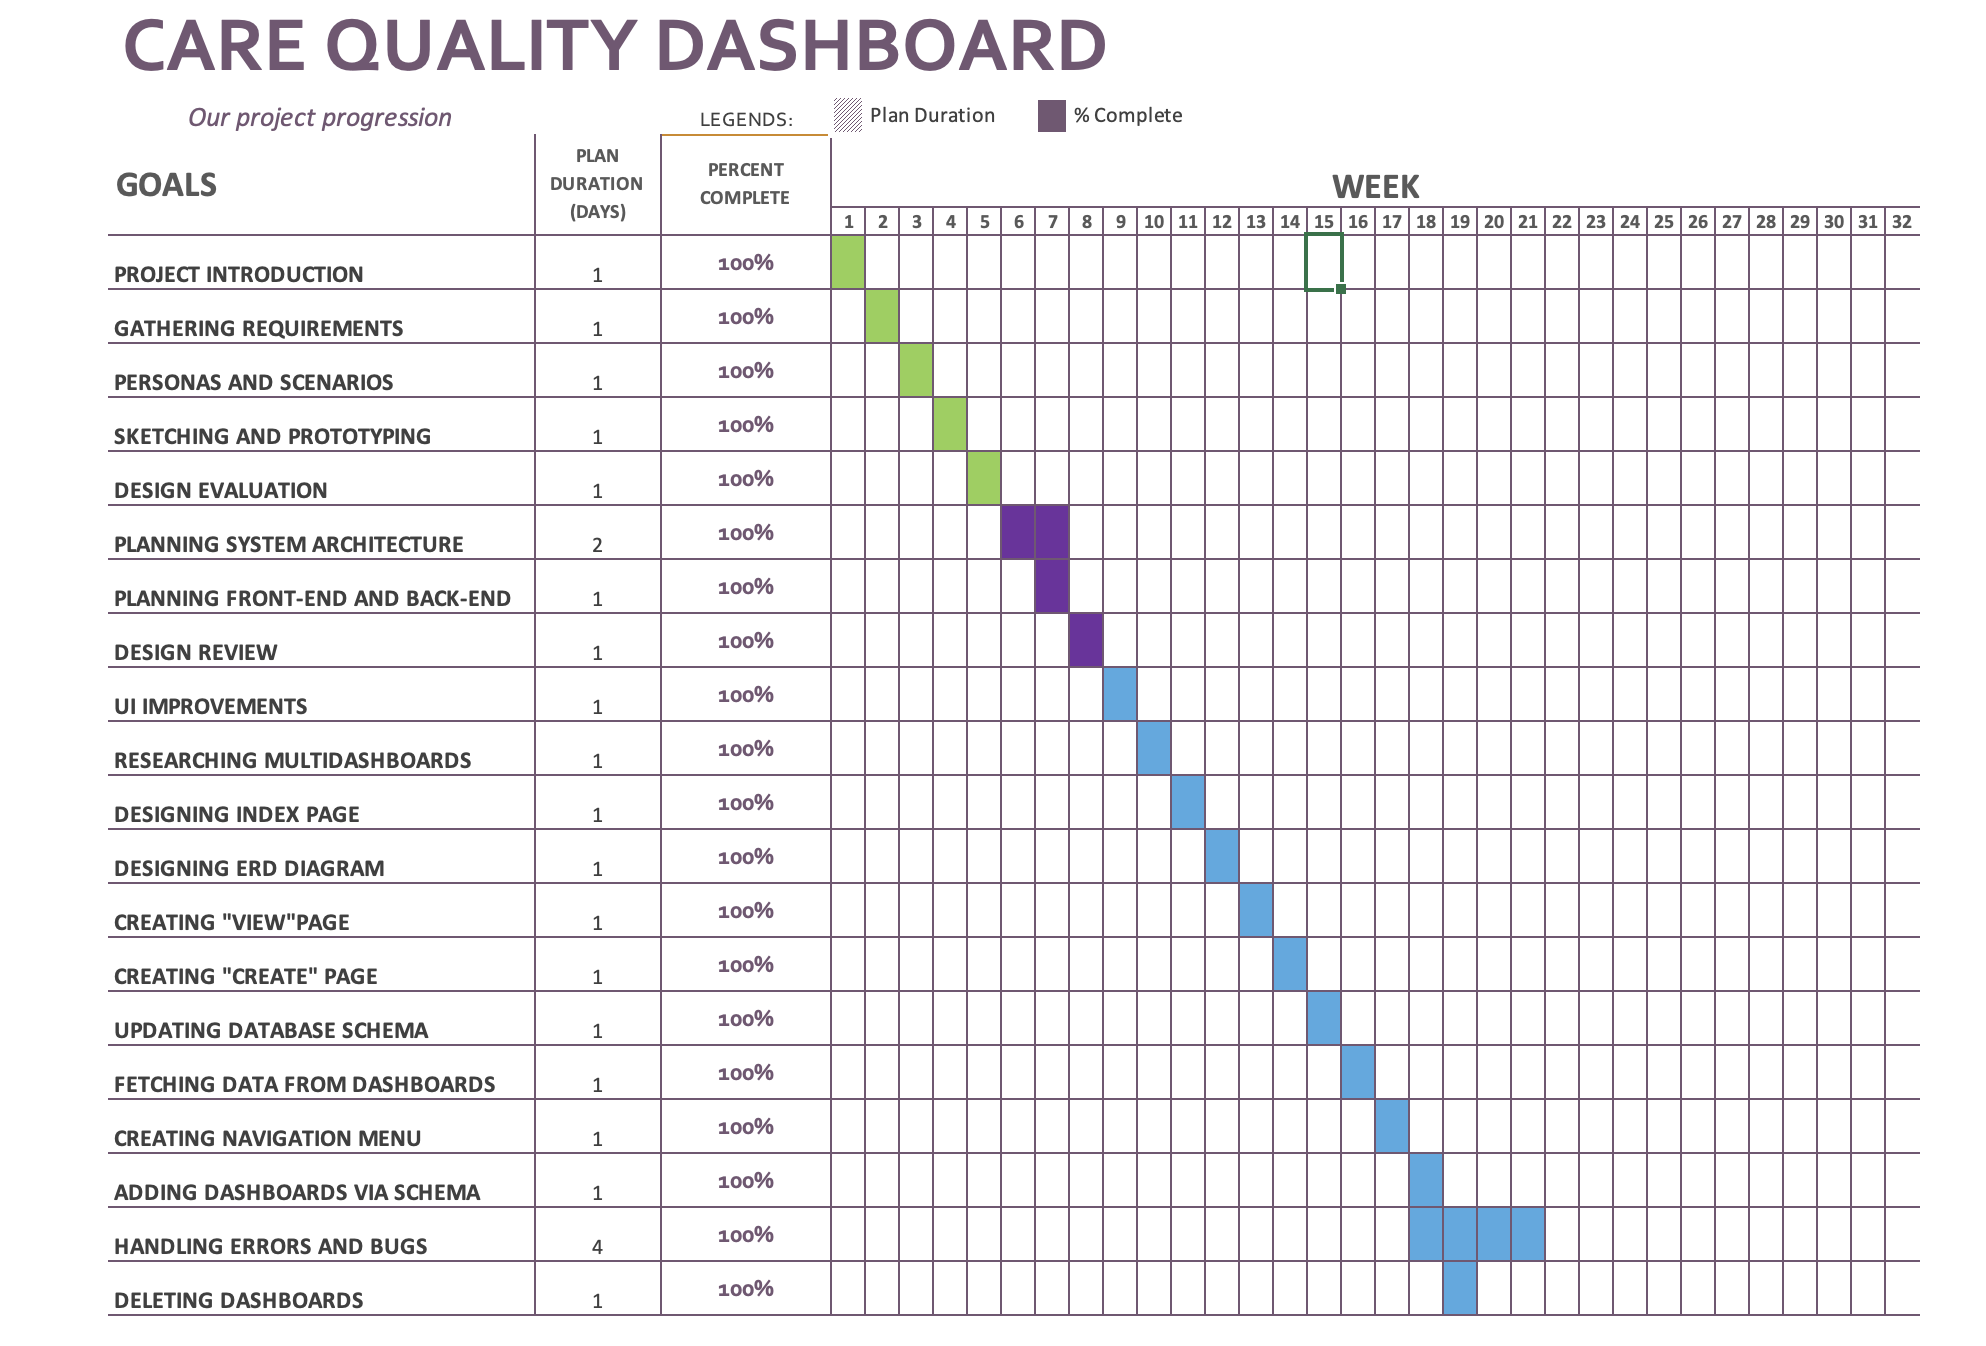 CARE QUALITY DASHBOARD
Our project progression
LEGENDS:
Plan Duration
% Complete
GOALS
PLAN
DURATION
(DAYS)
PERCENT
COMPLETE
WEEK
1 2 3 4 5 6 7 8 9 10 11 12 13 14 15 16 17 18 19 20 21 22 23 24 25 26 27 28 29 30 31 32
PROJECT INTRODUCTION 1 100%
GATHERING REQUIREMENTS 1 100%
PERSONAS AND SCENARIOS 1 100%
SKETCHING AND PROTOTYPING 1 100%
DESIGN EVALUATION 1 100%
PLANNING SYSTEM ARCHITECTURE 2 100%
PLANNING FRONT-END AND BACK-END 1 100%
DESIGN REVIEW 1 100%
UI IMPROVEMENTS 1 100%
RESEARCHING MULTIDASHBOARDS 1 100%
DESIGNING INDEX PAGE 1 100%
DESIGNING ERD DIAGRAM 1 100%
CREATING "VIEW"PAGE 1 100%
CREATING "CREATE" PAGE 1 100%
UPDATING DATABASE SCHEMA 1 100%
FETCHING DATA FROM DASHBOARDS 1 100%
CREATING NAVIGATION MENU 1 100%
ADDING DASHBOARDS VIA SCHEMA 1 100%
HANDLING ERRORS AND BUGS 4 100%
DELETING DASHBOARDS 1 100%